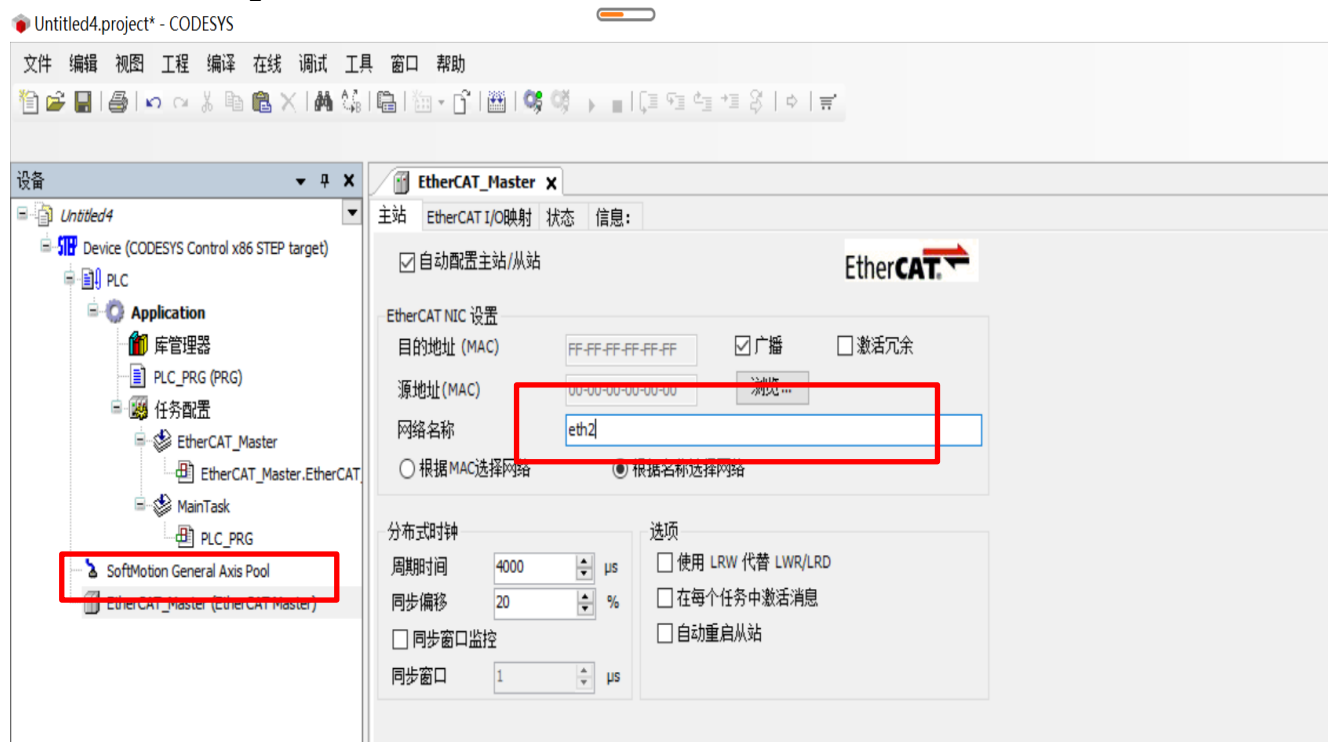 Untitled4.project* - CODESYS
文件 编辑 视图 工程 编译 在线 调试 工具 窗口 帮助
设备
Untitled4
Device (CODESYS Control x86 STEP target)
PLC
Application
库管理器
PLC_PRG (PRG)
任务配置
EtherCAT_Master
EtherCAT_Master.EtherCAT_
MainTask
PLC_PRG
SoftMotion General Axis Pool
EtherCAT_Master (EtherCAT Master)
EtherCAT_Master
主站 EtherCAT I/O映射 状态 信息:
自动配置主站/从站
EtherCAT
EtherCAT NIC 设置
目的地址 (MAC) FF-FF-FF-FF-FF-FF 广播 激活冗余
源地址(MAC) 00-00-00-00-00-00 浏览...
网络名称 eth2
根据MAC选择网络 根据名称选择网络
分布式时钟
周期时间 4000 µs
同步偏移 20 %
同步窗口监控
同步窗口 1 µs
选项
使用 LRW 代替 LWR/LRD
在每个任务中激活消息
自动重启从站